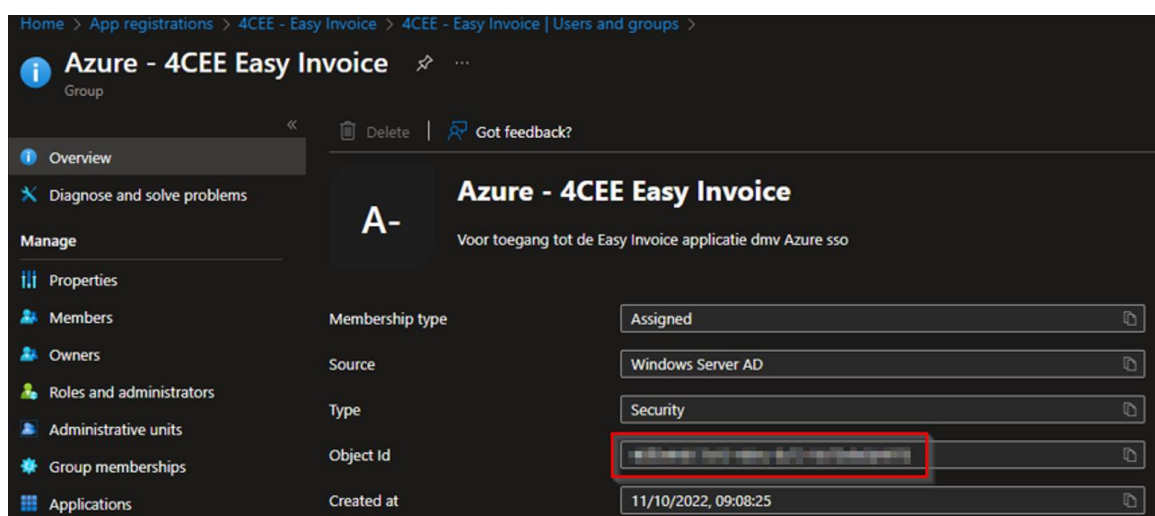 Home > App registrations > 4CEE - Easy Invoice > 4CEE - Easy Invoice | Users and groups >
Azure - 4CEE Easy Invoice
Group
Delete
Got feedback?
Overview
Diagnose and solve problems
Manage
Properties
Members
Owners
Roles and administrators
Administrative units
Group memberships
Applications
A-
Azure - 4CEE Easy Invoice
Voor toegang tot de Easy Invoice applicatie dmv Azure sso
Membership type
Assigned
Source
Windows Server AD
Type
Security
Object Id
Created at
11/10/2022, 09:08:25